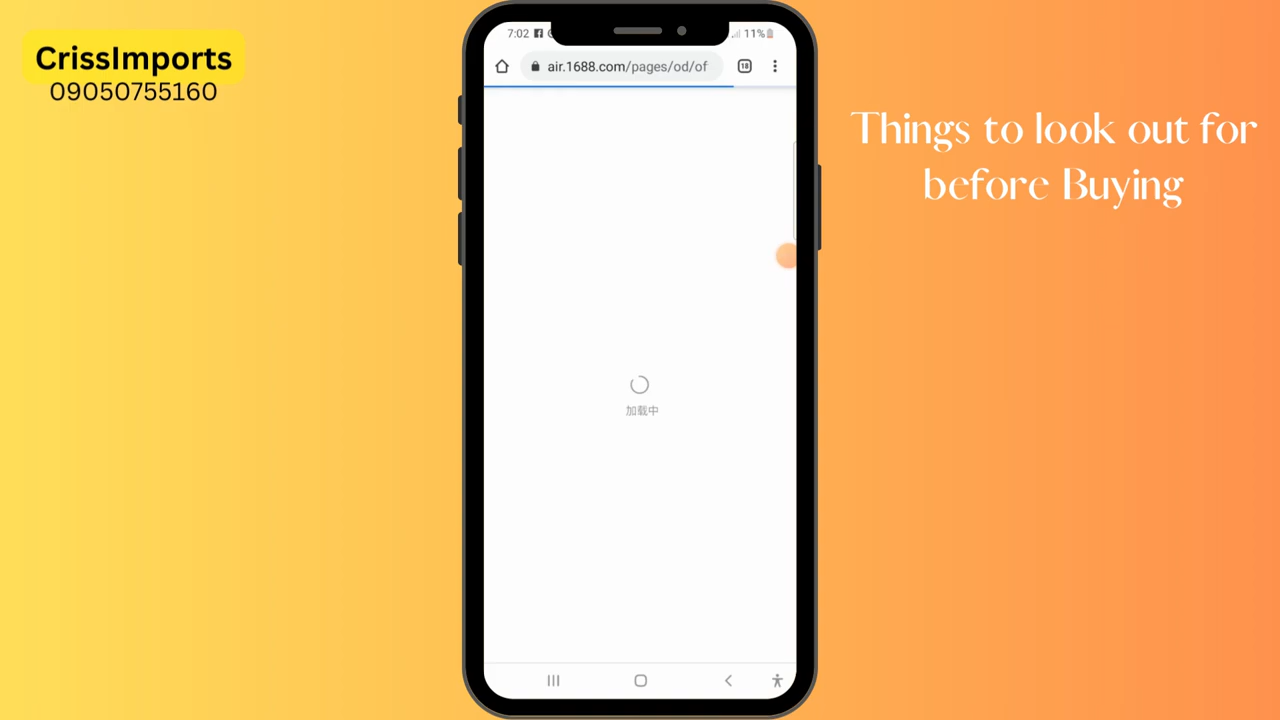 CrissImports
09050755160
7:02
11%
air.1688.com/pages/od/of
18
加载中
Things to look out for
before Buying